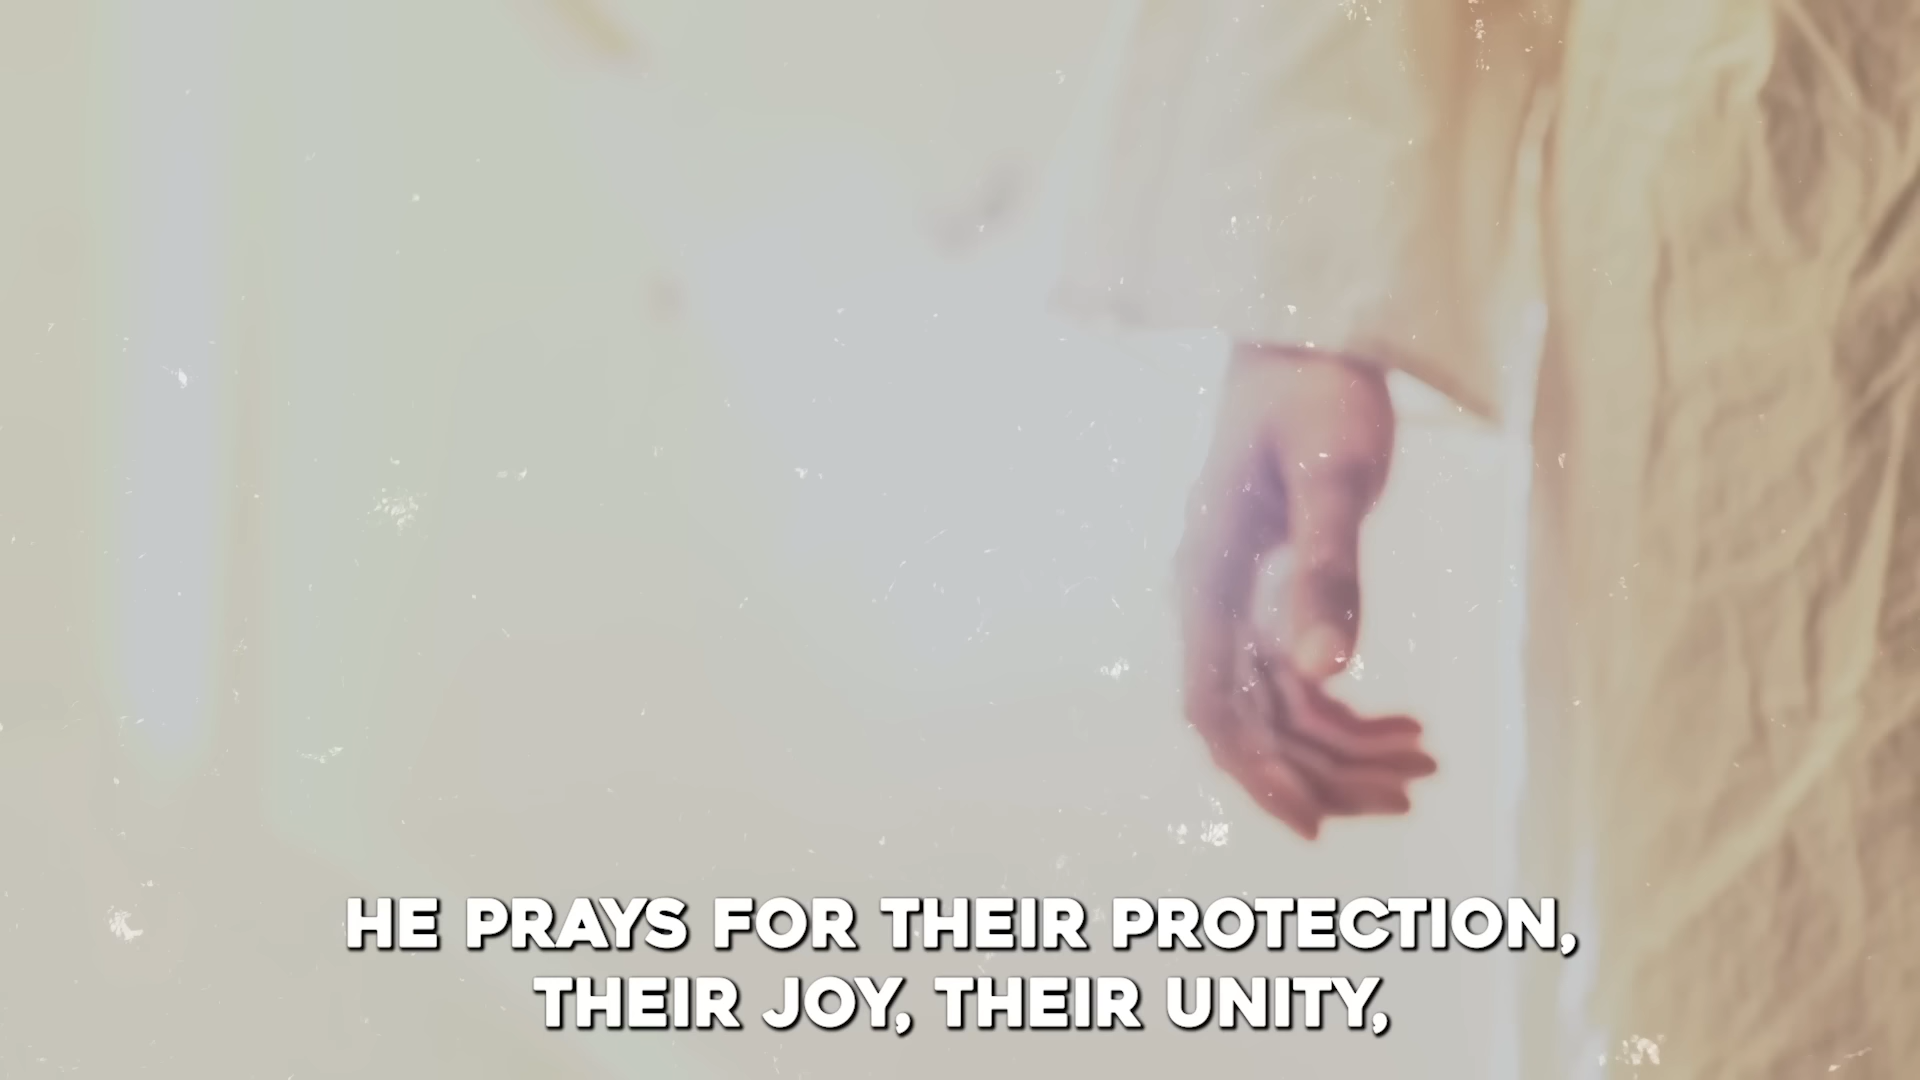 HE PRAYS FOR THEIR PROTECTION,
THEIR JOY, THEIR UNITY,